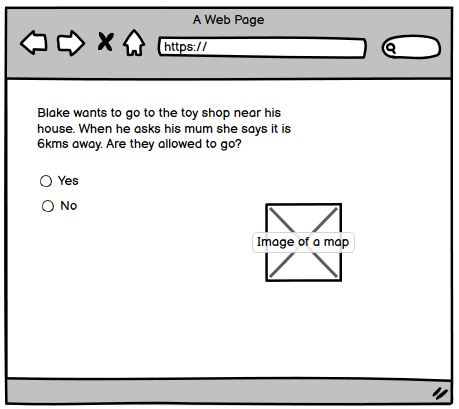 A Web Page
https://
Blake wants to go to the toy shop near his
house. When he asks his mum she says it is
6kms away. Are they allowed to go?
Yes
No
Image of a map